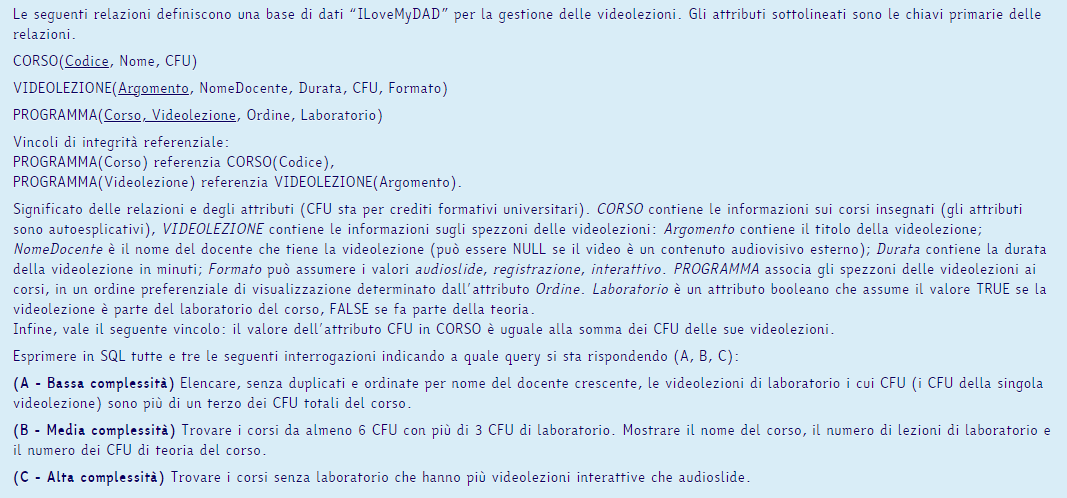 Le seguenti relazioni definiscono una base di dati “ILoveMyDAD” per la gestione delle videolezioni. Gli attributi sottolineati sono le chiavi primarie delle
relazioni.
CORSO(Codice, Nome, CFU)
VIDEOLEZIONE(Argomento, NomeDocente, Durata, CFU, Formato)
PROGRAMMA(Corso, Videolezione, Ordine, Laboratorio)
Vincoli di integrità referenziale:
PROGRAMMA(Corso) referenzia CORSO(Codice),
PROGRAMMA(Videolezione) referenzia VIDEOLEZIONE(Argomento).
Significato delle relazioni e degli attributi (CFU sta per crediti formativi universitari). CORSO contiene le informazioni sui corsi insegnati (gli attributi
sono autoesplicativi), VIDEOLEZIONE contiene le informazioni sugli spezzoni delle videolezioni: Argomento contiene il titolo della videolezione;
NomeDocente è il nome del docente che tiene la videolezione (può essere NULL se il video è un contenuto audiovisivo esterno); Durata contiene la durata
della videolezione in minuti; Formato può assumere i valori audioslide, registrazione, interattivo. PROGRAMMA associa gli spezzoni delle videolezioni ai
corsi, in un ordine preferenziale di visualizzazione determinato dall’attributo Ordine. Laboratorio è un attributo booleano che assume il valore TRUE se la
videolezione è parte del laboratorio del corso, FALSE se fa parte della teoria.
Infine, vale il seguente vincolo: il valore dell’attributo CFU in CORSO è uguale alla somma dei CFU delle sue videolezioni.
Esprimere in SQL tutte e tre le seguenti interrogazioni indicando a quale query si sta rispondendo (A, B, C):
(A - Bassa complessità) Elencare, senza duplicati e ordinate per nome del docente crescente, le videolezioni di laboratorio i cui CFU (i CFU della singola
videolezione) sono più di un terzo dei CFU totali del corso.
(B - Media complessità) Trovare i corsi da almeno 6 CFU con più di 3 CFU di laboratorio. Mostrare il nome del corso, il numero di lezioni di laboratorio e
il numero dei CFU di teoria del corso.
(C - Alta complessità) Trovare i corsi senza laboratorio che hanno più videolezioni interattive che audioslide.